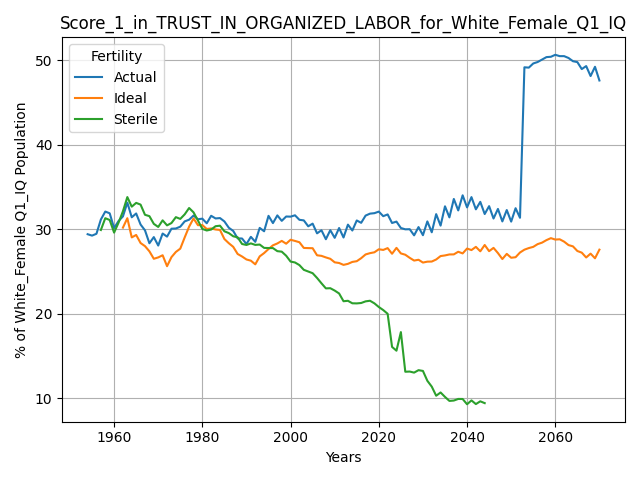 Score_1_in_TRUST_IN_ORGANIZED_LABOR_for_White_Female_Q1_IQ
Fertility
Actual
Ideal
Sterile
% of White_Female Q1_IQ Population
50
40
30
20
10
1960 1980 2000 2020 2040 2060
Years